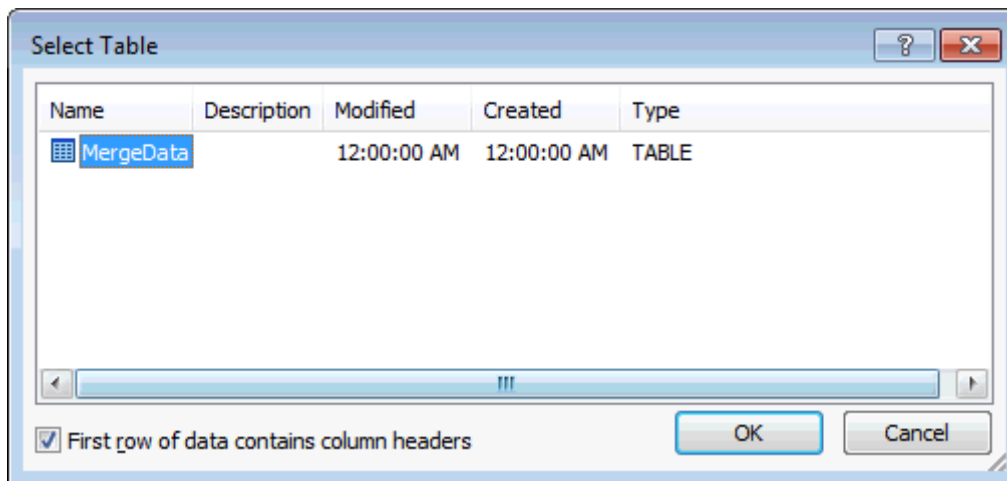 Select Table
Name Description Modified Created Type
MergeData 12:00:00 AM 12:00:00 AM TABLE
First row of data contains column headers
OK Cancel